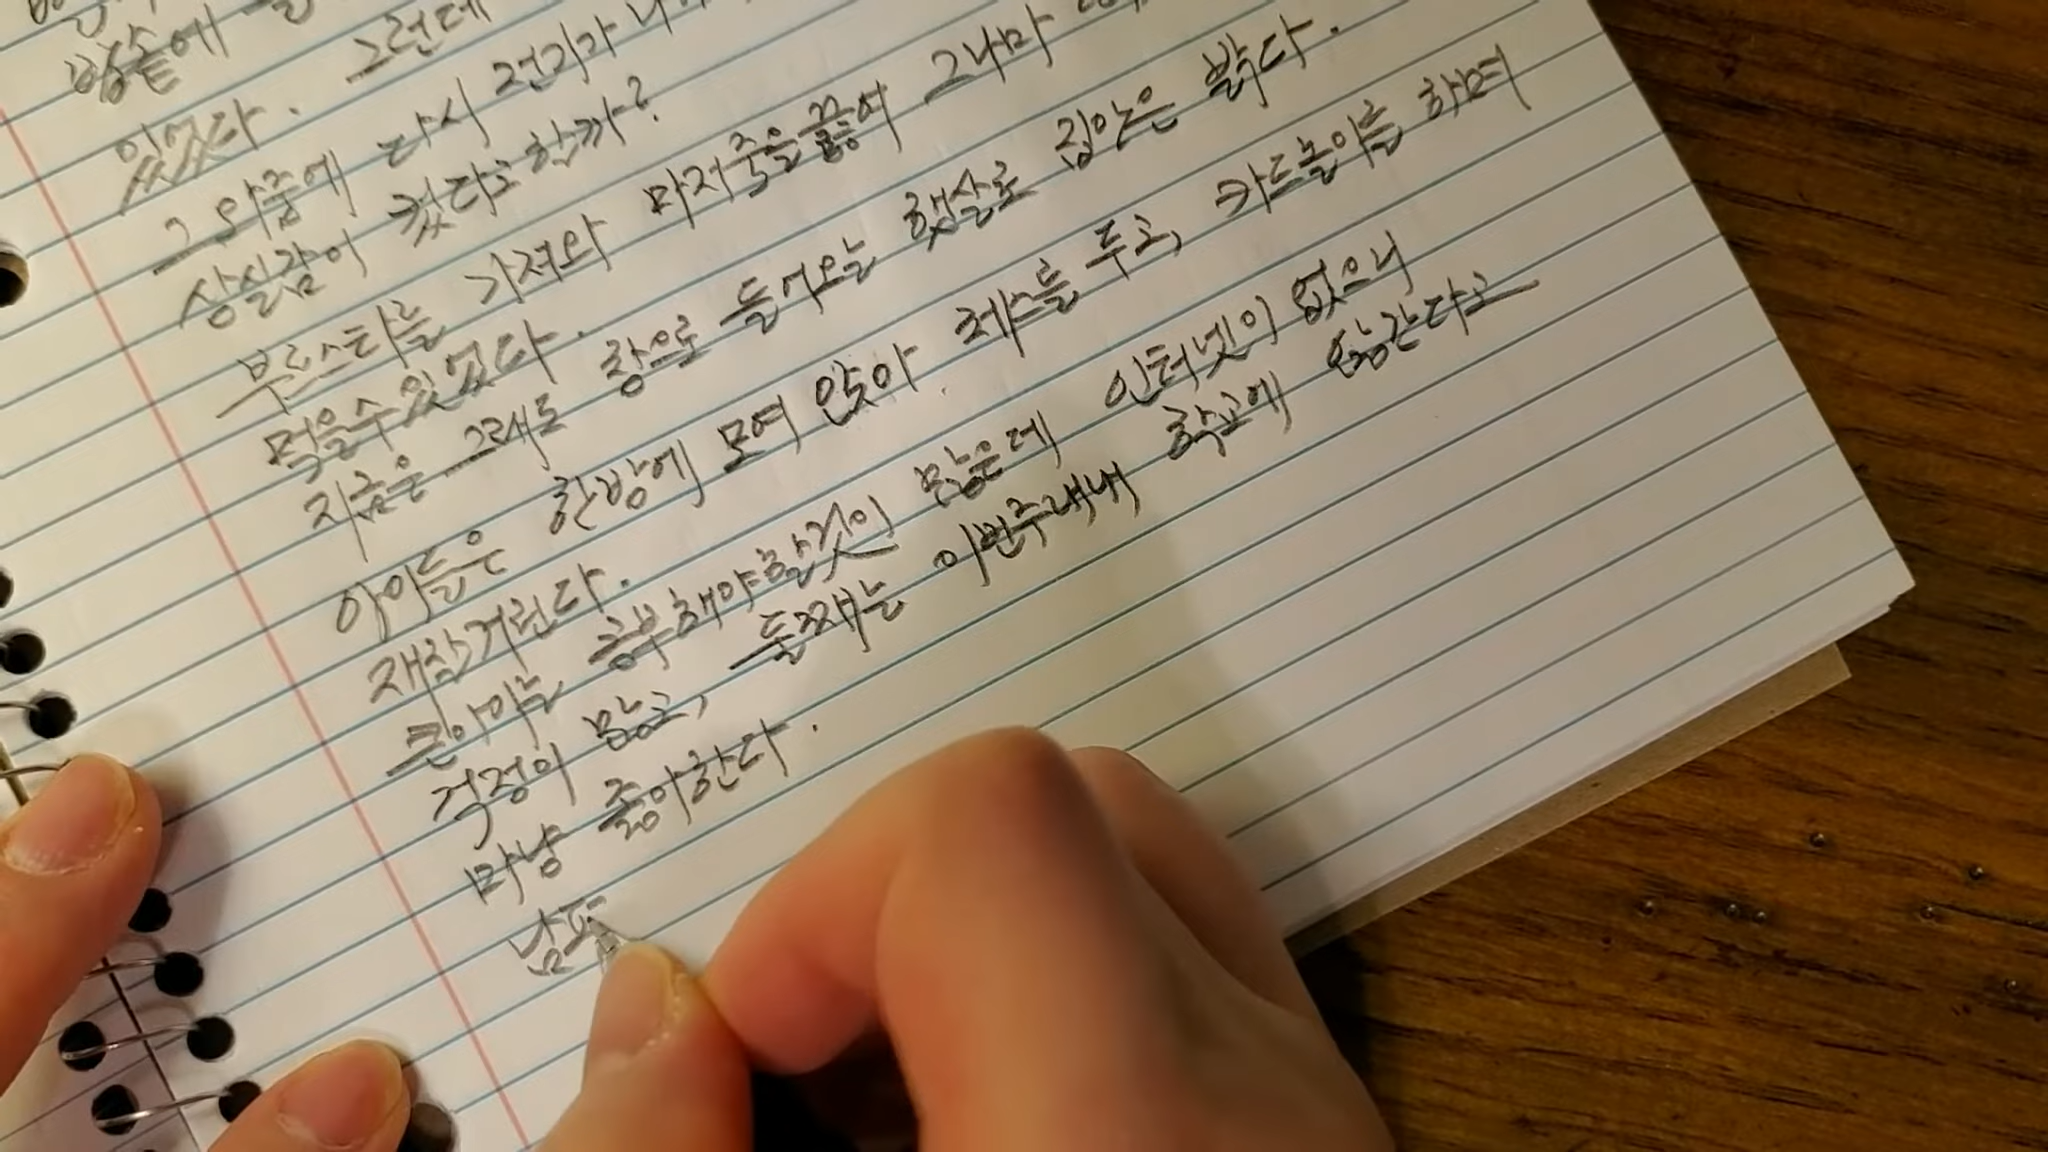 밥솥에
있었다. 그런데
그 와중에 다시 전기가 나가
상실감이 컸다고 할까?
부르스타를 가져와 마저 죽을 끓여 그나마
먹을 수 있었다.
지금은 그래도 창으로 들어오는 햇살로 집안은 밝다.
아이들은 한방에 모여 앉아 체스를 두고, 카드놀이를 하며
재잘거린다.
큰아이는 공부해야할것이 많은데 인터넷이 없으니
걱정이 많고, 둘째는 이번주 내내 학교에 안간다고
마냥 좋아한다.
남편